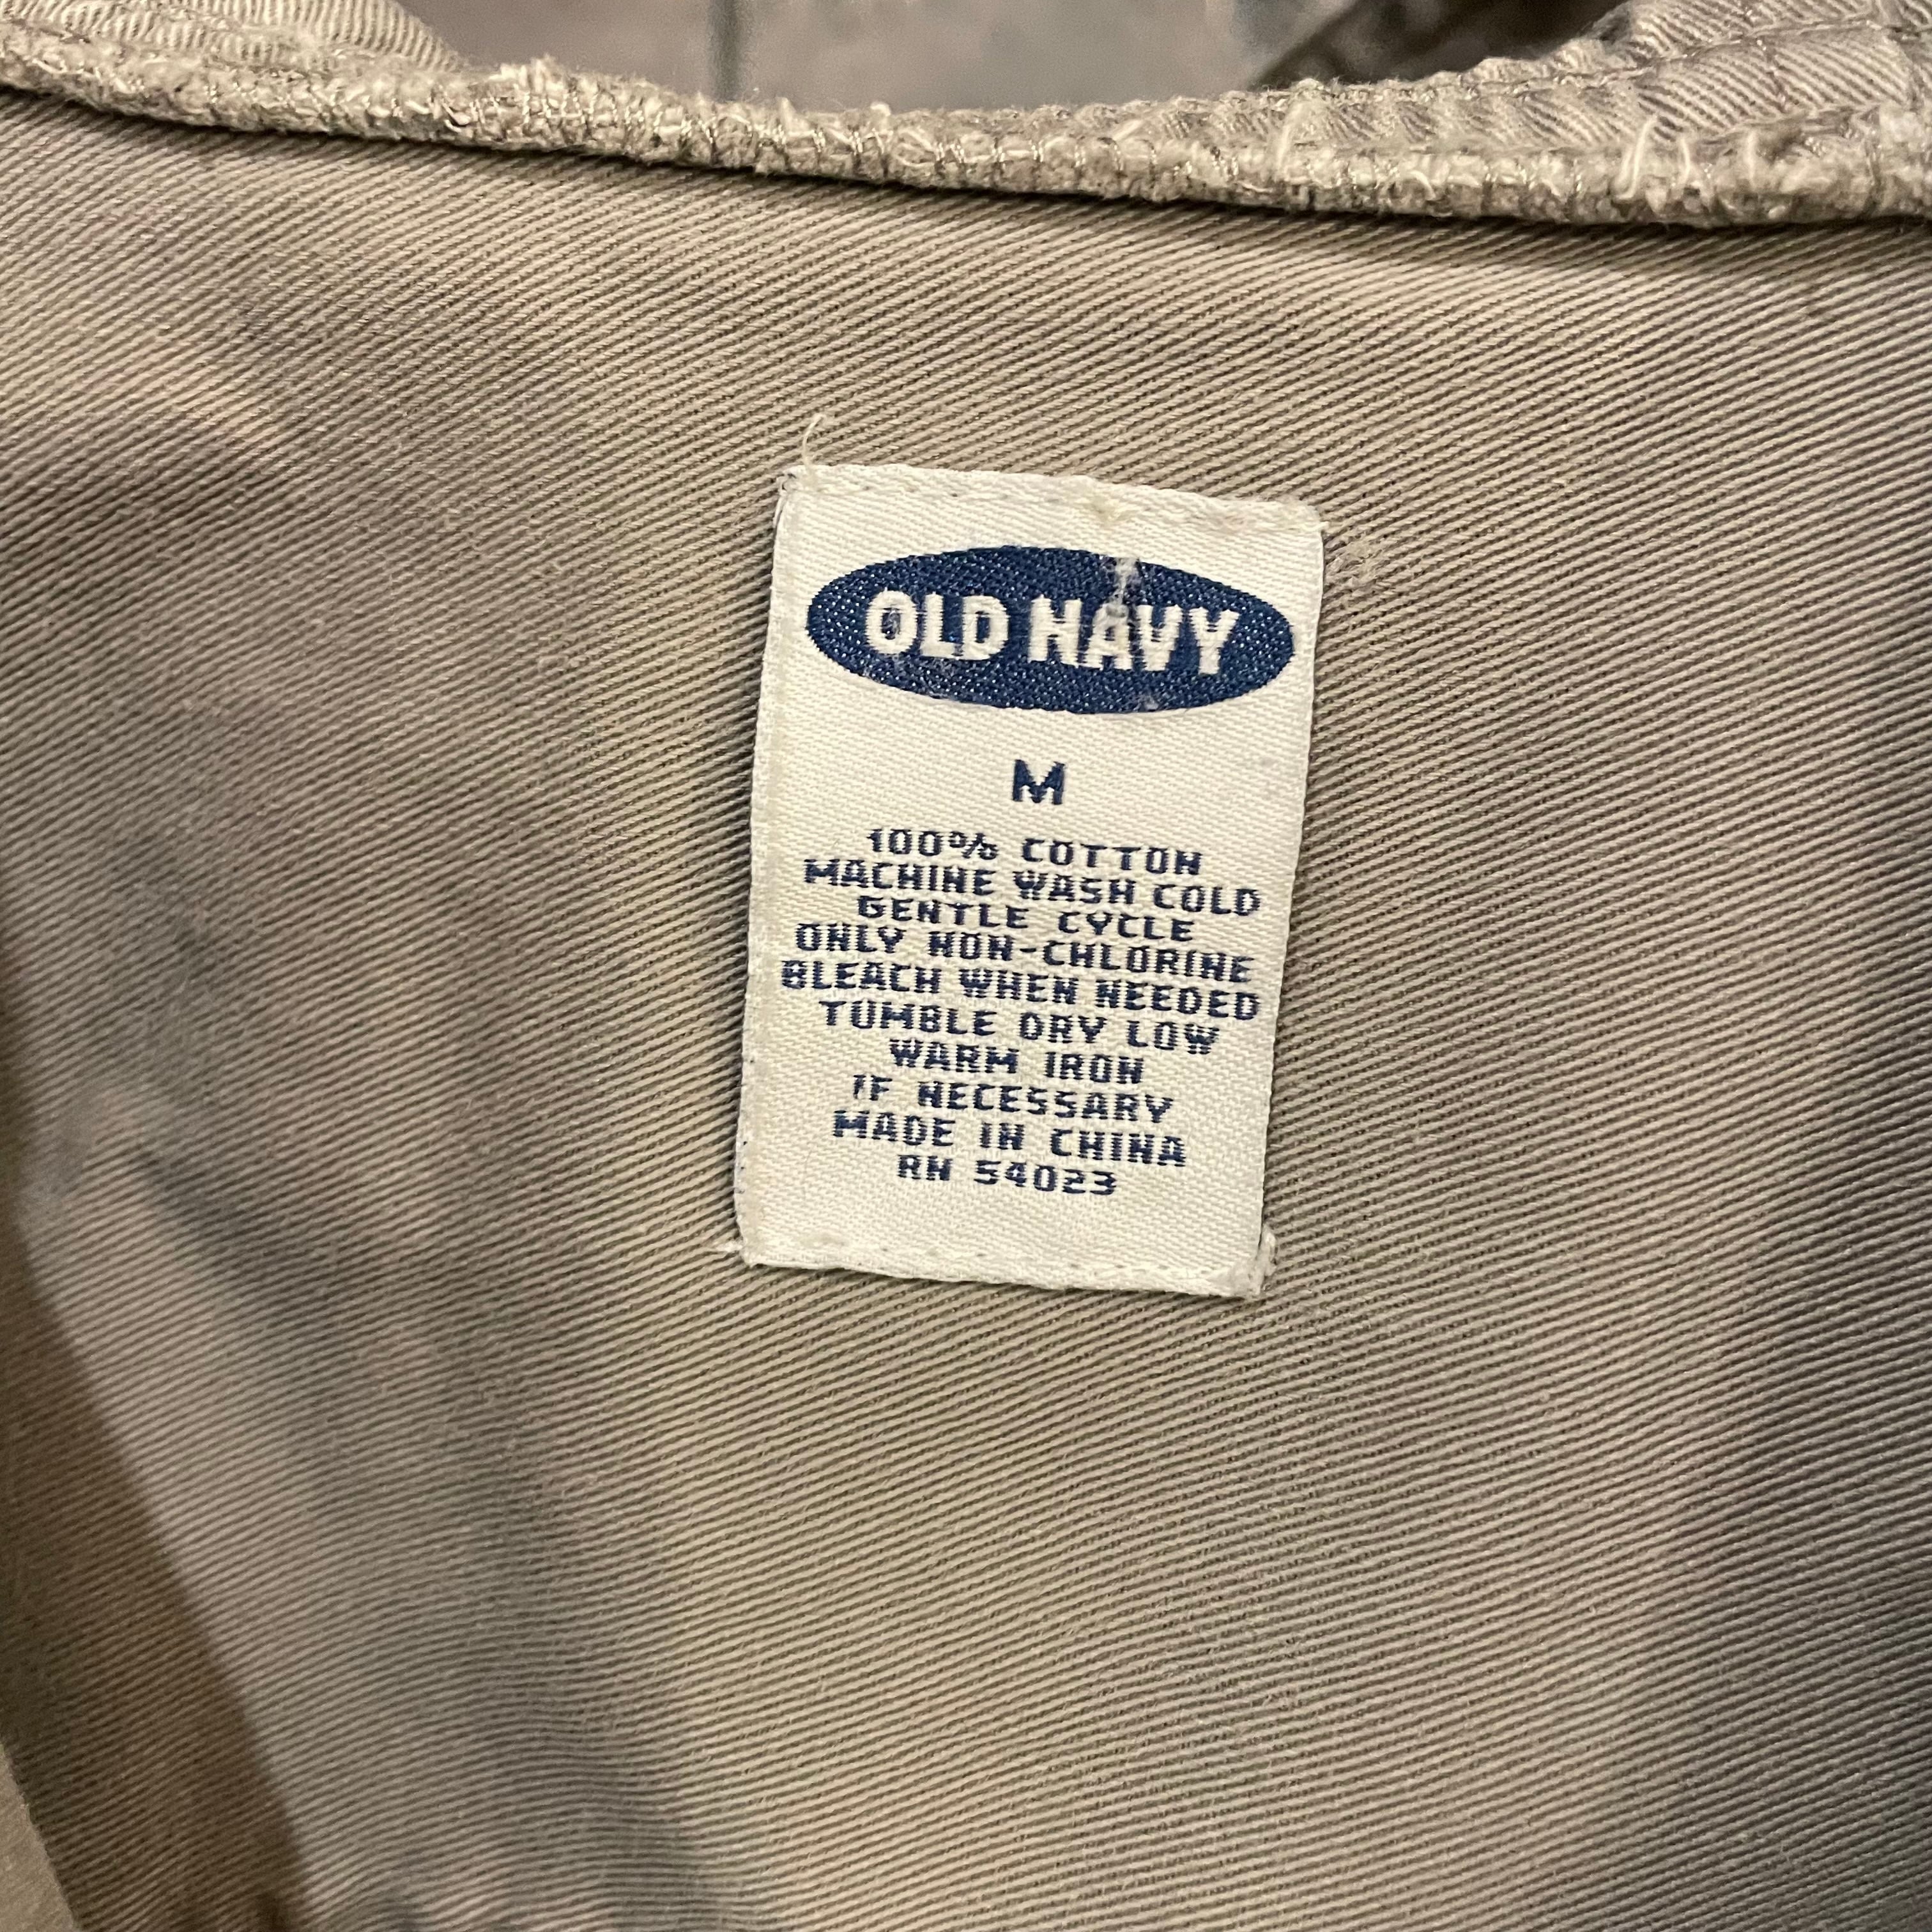 OLD NAVY
M
100% COTTON
MACHINE WASH COLD
GENTLE CYCLE
ONLY NON-CHLORINE
BLEACH WHEN NEEDED
TUMBLE DRY LOW
WARM IRON
IF NECESSARY
MADE IN CHINA
RN 54023